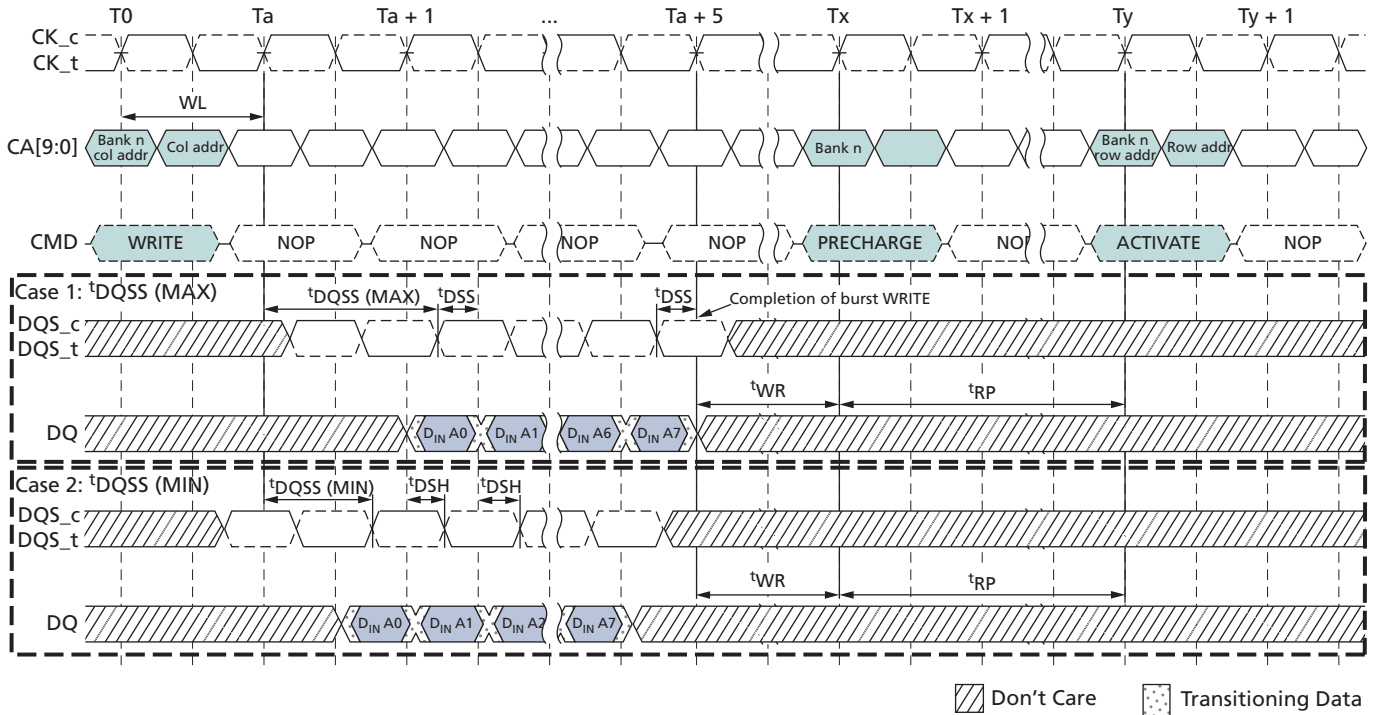 T0 Ta Ta + 1 ... Ta + 5 Tx Tx + 1 Ty Ty + 1
CK_c
CK_t
WL
CA[9:0] Bank n col addr Col addr Bank n Bank n row addr Row addr
CMD WRITE NOP NOP NOP NOP PRECHARGE NOP ACTIVATE NOP
Case 1: tDQSS (MAX) tDQSS (MAX) tDSS tDSS Completion of burst WRITE
DQS_c
DQS_t
tWR tRP
DQ DIN A0 DIN A1 DIN A6 DIN A7
Case 2: tDQSS (MIN) tDQSS (MIN) tDSH tDSH
DQS_c
DQS_t
tWR tRP
DQ DIN A0 DIN A1 DIN A2 DIN A7
Don't Care Transitioning Data